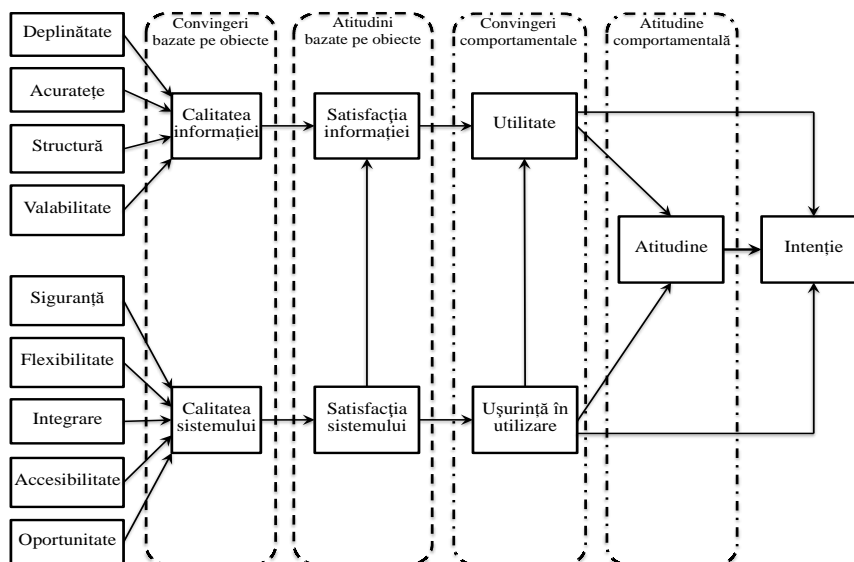 Convingeri
bazate pe obiecte
Atitudini
bazate pe obiecte
Convingeri
comportamentale
Atitudine
comportamentală
Deplinătate
Acuratețe
Structură
Valabilitate
Calitatea
informației
Satisfacția
informației
Utilitate
Atitudine
Intenție
Siguranță
Flexibilitate
Integrare
Accesibilitate
Oportunitate
Calitatea
sistemului
Satisfacția
sistemului
Ușurință în
utilizare